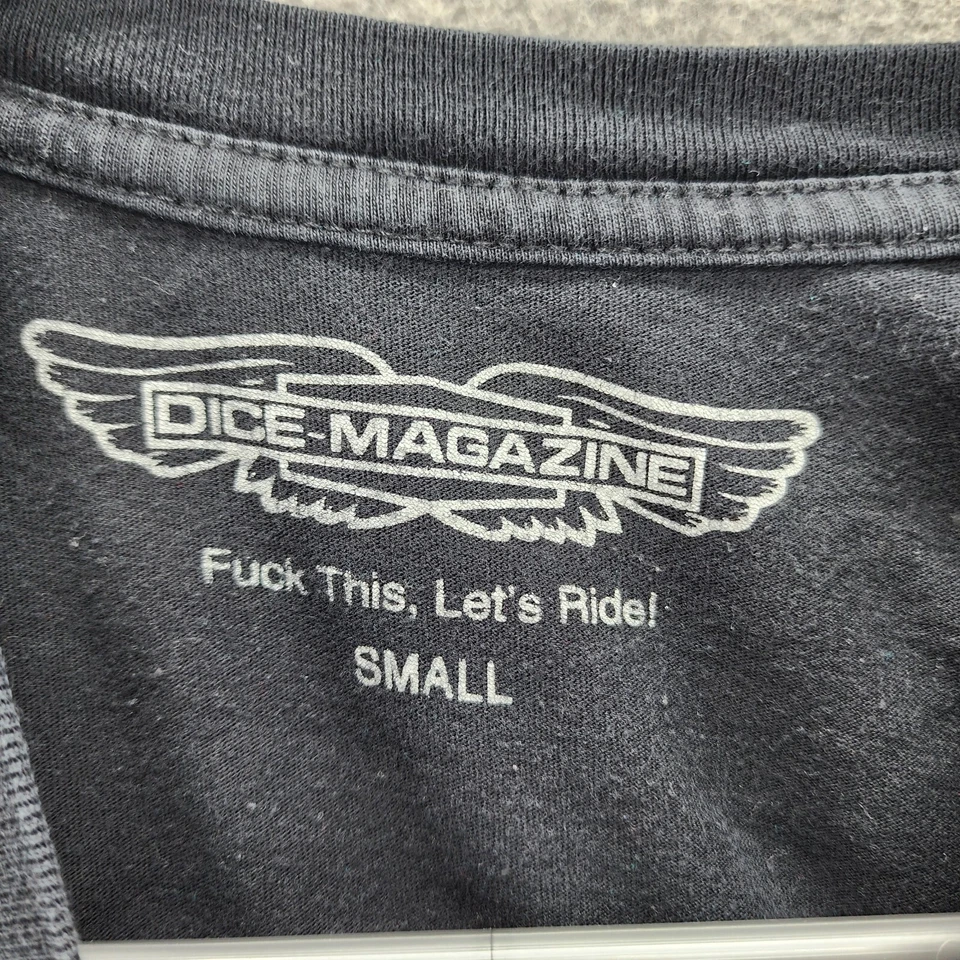 DICE-MAGAZINE
Fuck This, Let's Ride!
SMALL